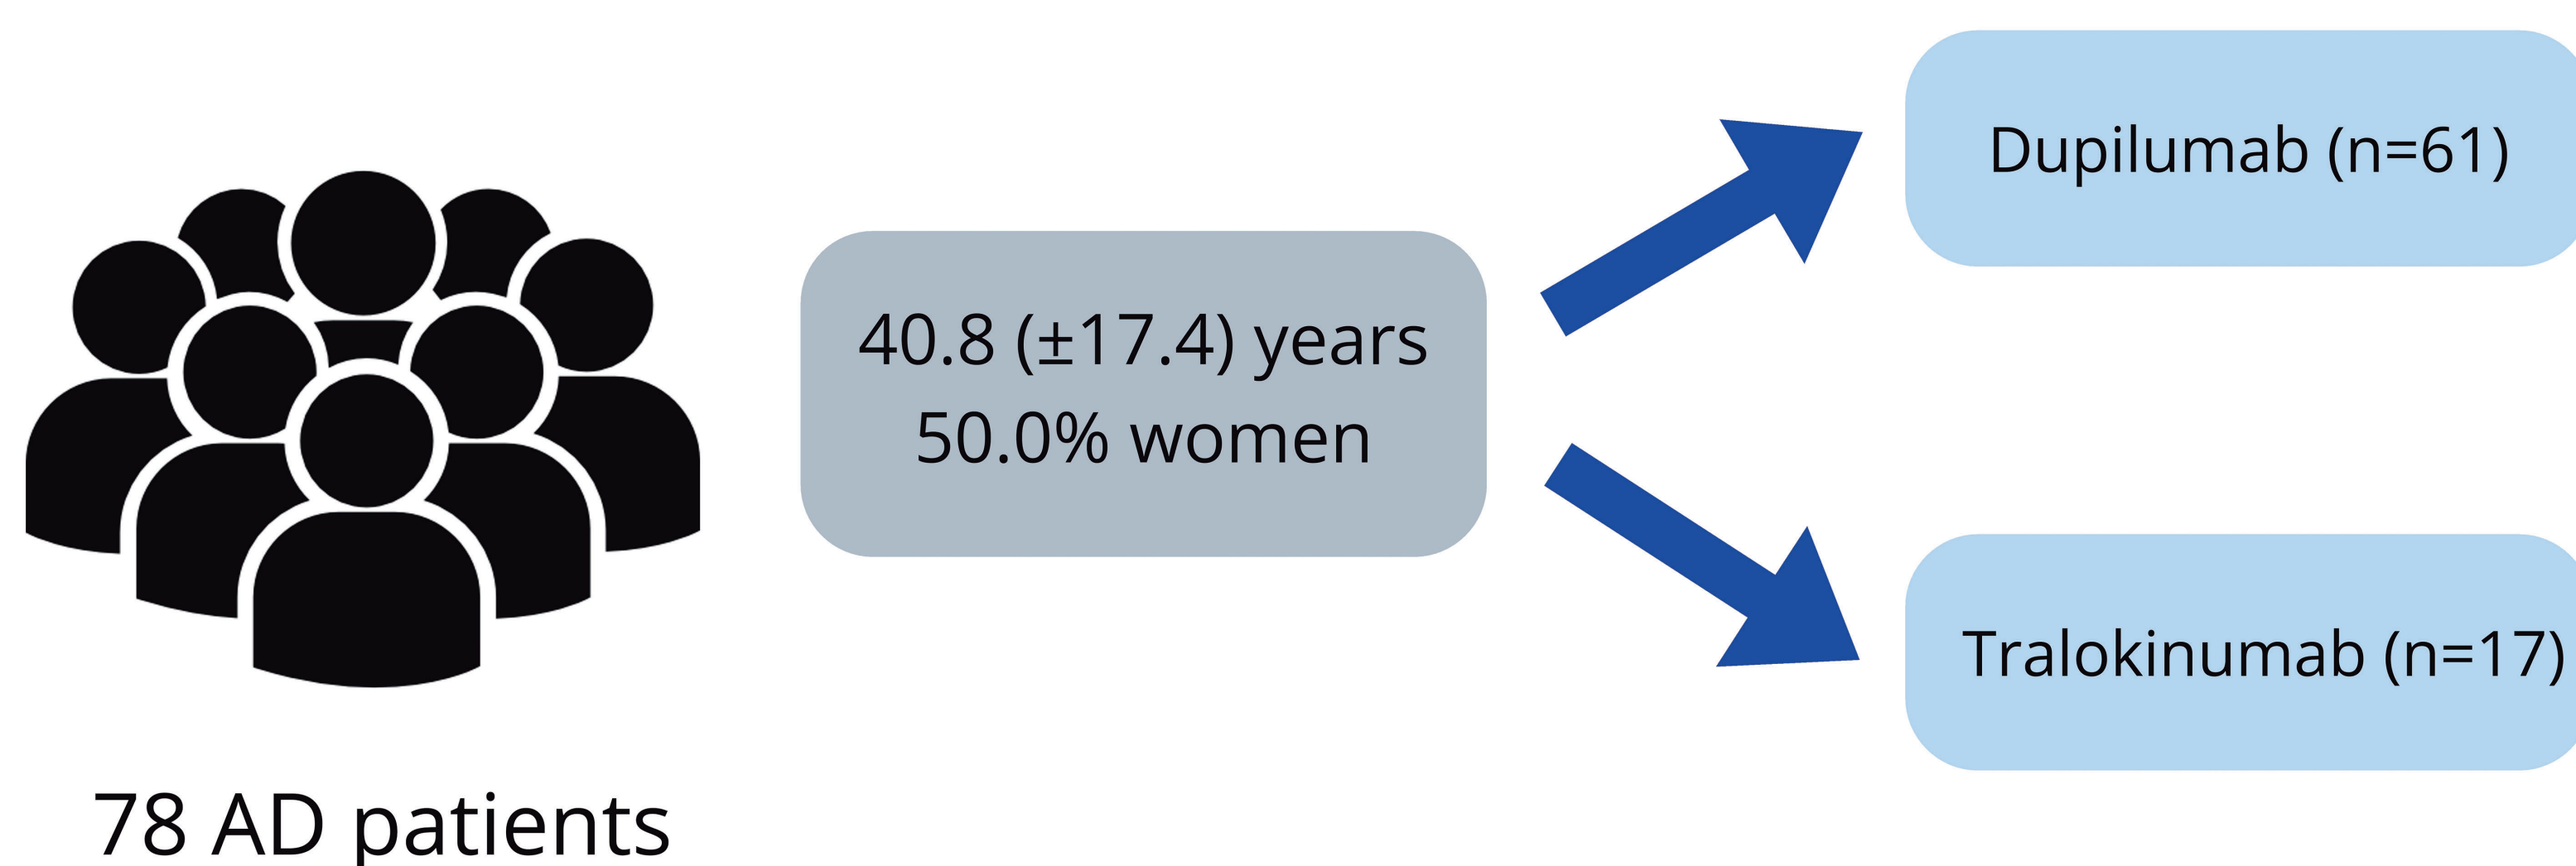 78 AD patients
40.8 (±17.4) years
50.0% women
Dupilumab (n=61)
Tralokinumab (n=17)